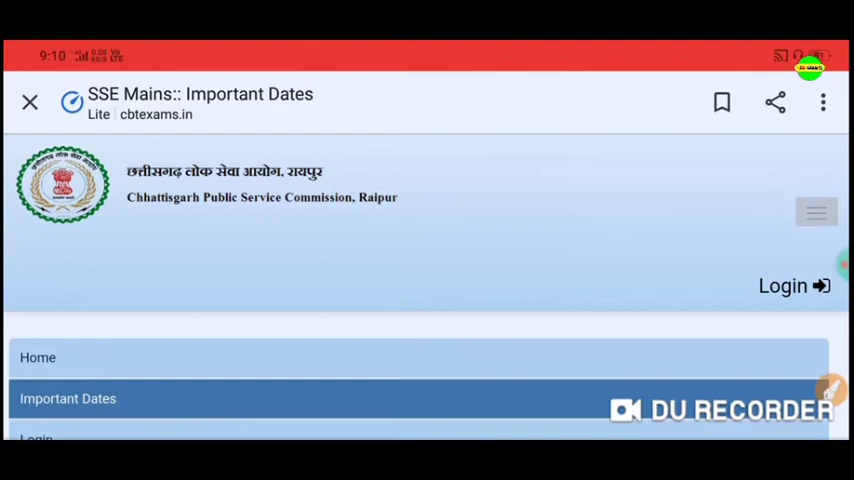 9:10
SSE Mains:: Important Dates
Lite | cbtexams.in
छत्तीसगढ़ लोक सेवा आयोग, रायपुर
Chhattisgarh Public Service Commission, Raipur
Login
Home
Important Dates
DU RECORDER
Login